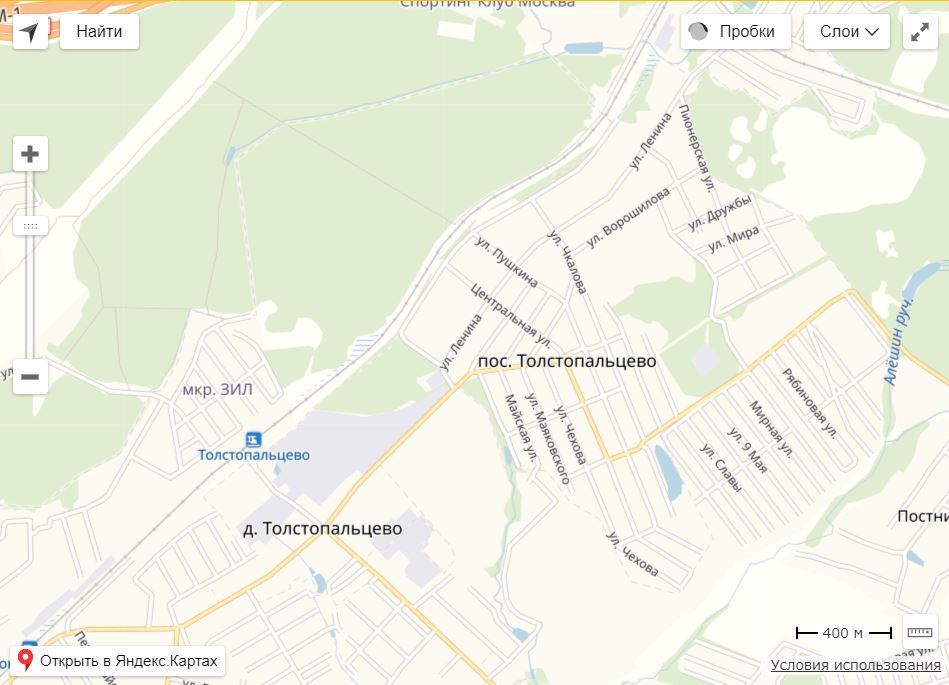 М-1
Спортинг Клуб Москва
Найти
Пробки
Слои
ул. Ленина
Пионерская ул.
ул. Ворошилова
ул. Дружбы
ул. Мира
ул. Чкалова
ул. Пушкина
Центральная ул.
ул. Ленина
Алёшин руч.
пос. Толстопальцево
мкр. ЗИЛ
Рябиновая ул.
Майская ул.
ул. Маяковского
ул. Чехова
Мирная ул.
ул. 9 Мая
ул. Славы
Толстопальцево
д. Толстопальцево
Постни
ул. Чехова
400 м
Открыть в Яндекс.Картах
Условия использования